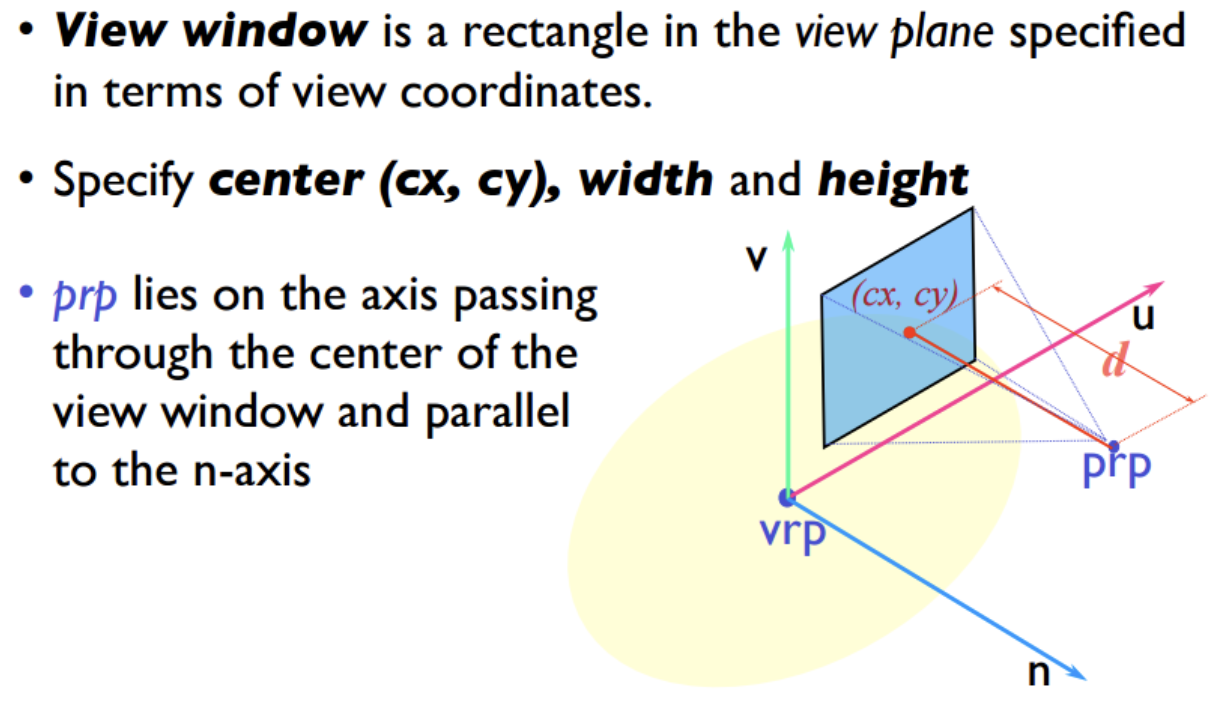 • View window is a rectangle in the view plane specified
in terms of view coordinates.
• Specify center (cx, cy), width and height
• prp lies on the axis passing
through the center of the
view window and parallel
to the n-axis
v
(cx, cy)
u
d
prp
vrp
n